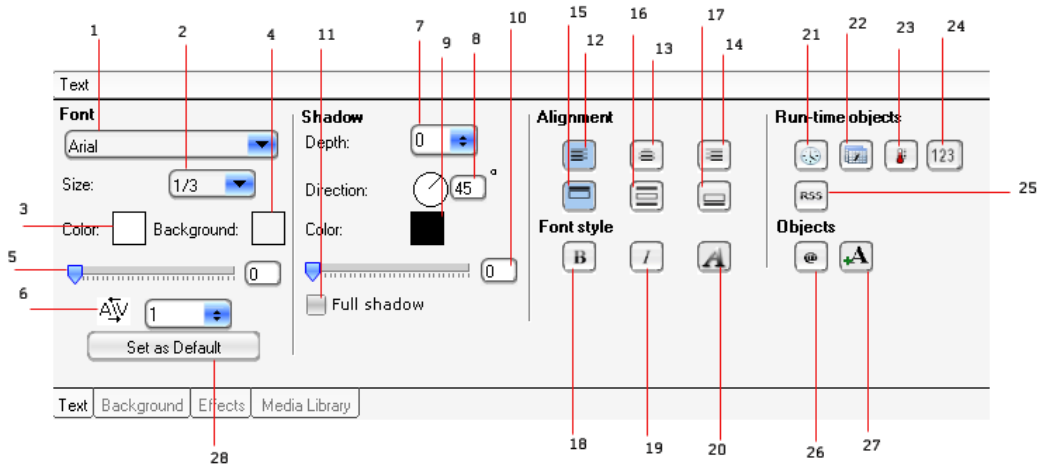 15 16 17
7 10 21 22 23 24
1 2 4 11 9 8 12 13 14
Text
Font Shadow Alignment Run-time objects
Arial Depth: 0 123
Size: 1/3 Direction: 45 °
RSS 25
3 Color: Background: Color: Font style Objects
5 0 0 B I A @ +A
6 AV 1 Full shadow
Set as Default
Text Background Effects Media Library
28 18 19 20 26 27